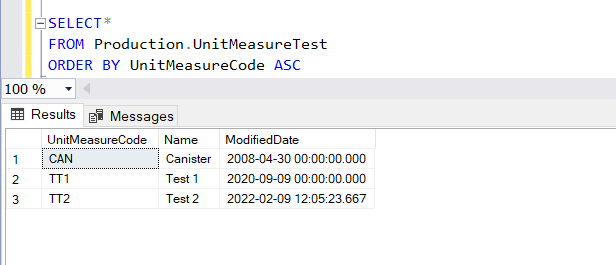 SELECT*
FROM Production.UnitMeasureTest
ORDER BY UnitMeasureCode ASC
100 %
Results Messages
UnitMeasureCode Name ModifiedDate
1 CAN Canister 2008-04-30 00:00:00.000
2 TT1 Test 1 2020-09-09 00:00:00.000
3 TT2 Test 2 2022-02-09 12:05:23.667